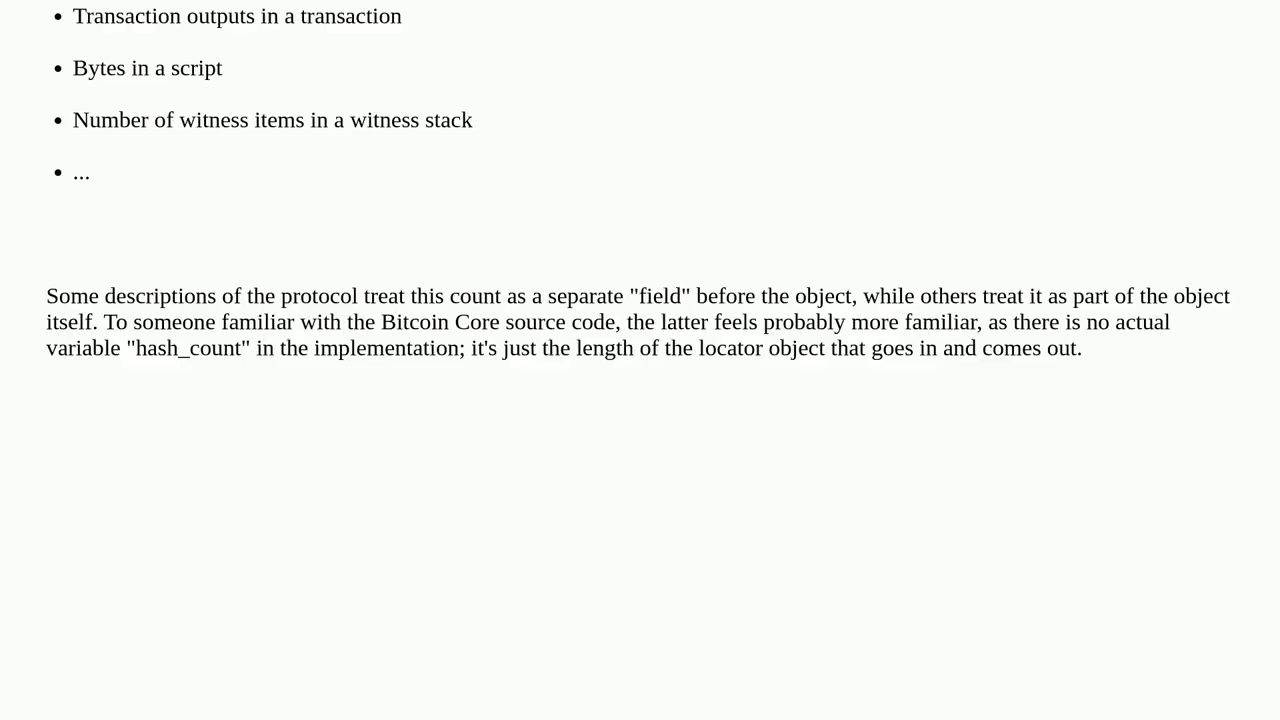 • Transaction outputs in a transaction
• Bytes in a script
• Number of witness items in a witness stack
• ...
Some descriptions of the protocol treat this count as a separate "field" before the object, while others treat it as part of the object
itself. To someone familiar with the Bitcoin Core source code, the latter feels probably more familiar, as there is no actual
variable "hash_count" in the implementation; it's just the length of the locator object that goes in and comes out.